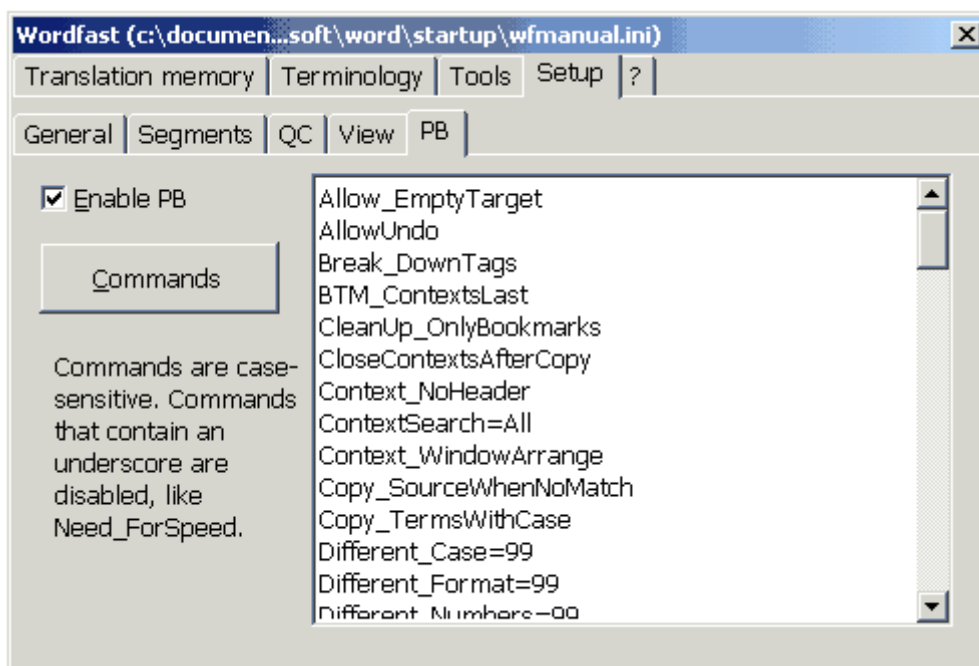 Wordfast (c:\documen...soft\word\startup\wfmanual.ini)
Translation memory Terminology Tools Setup ?
General Segments QC View PB
Enable PB
Commands
Commands are case-
sensitive. Commands
that contain an
underscore are
disabled, like
Need_ForSpeed.
Allow_EmptyTarget
AllowUndo
Break_DownTags
BTM_ContextsLast
CleanUp_OnlyBookmarks
CloseContextsAfterCopy
Context_NoHeader
ContextSearch=All
Context_WindowArrange
Copy_SourceWhenNoMatch
Copy_TermsWithCase
Different_Case=99
Different_Format=99
Different_Numbers=99